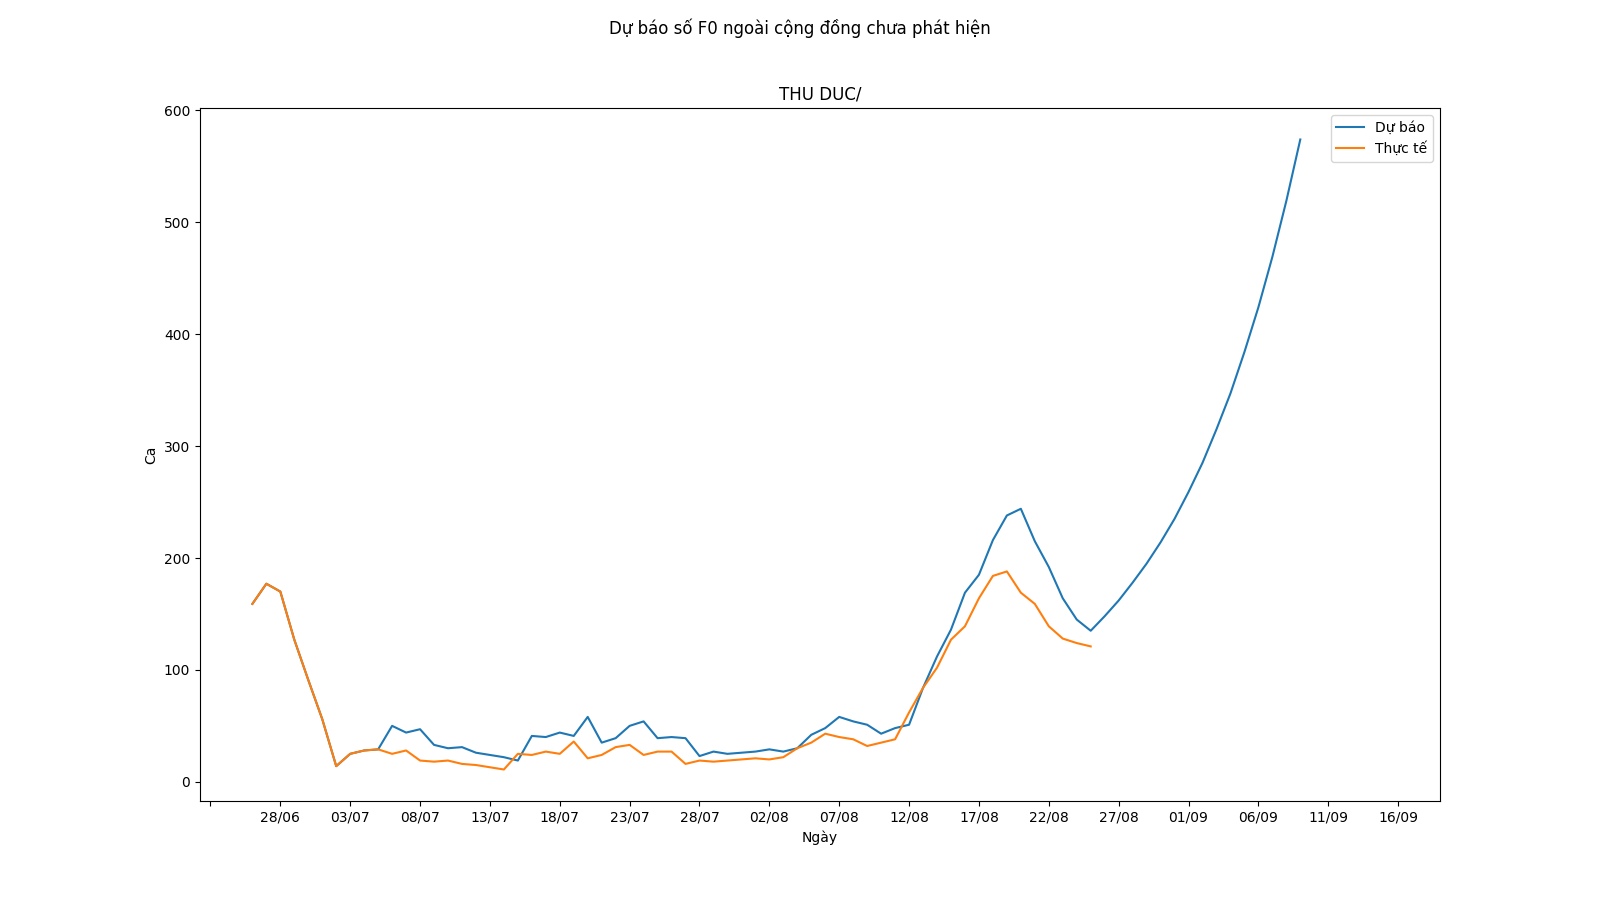 Dự báo số F0 ngoài cộng đồng chưa phát hiện
THU DUC/
Dự báo
Thực tế
600
500
400
300
200
100
0
Ca
28/06 03/07 08/07 13/07 18/07 23/07 28/07 02/08 07/08 12/08 17/08 22/08 27/08 01/09 06/09 11/09 16/09
Ngày